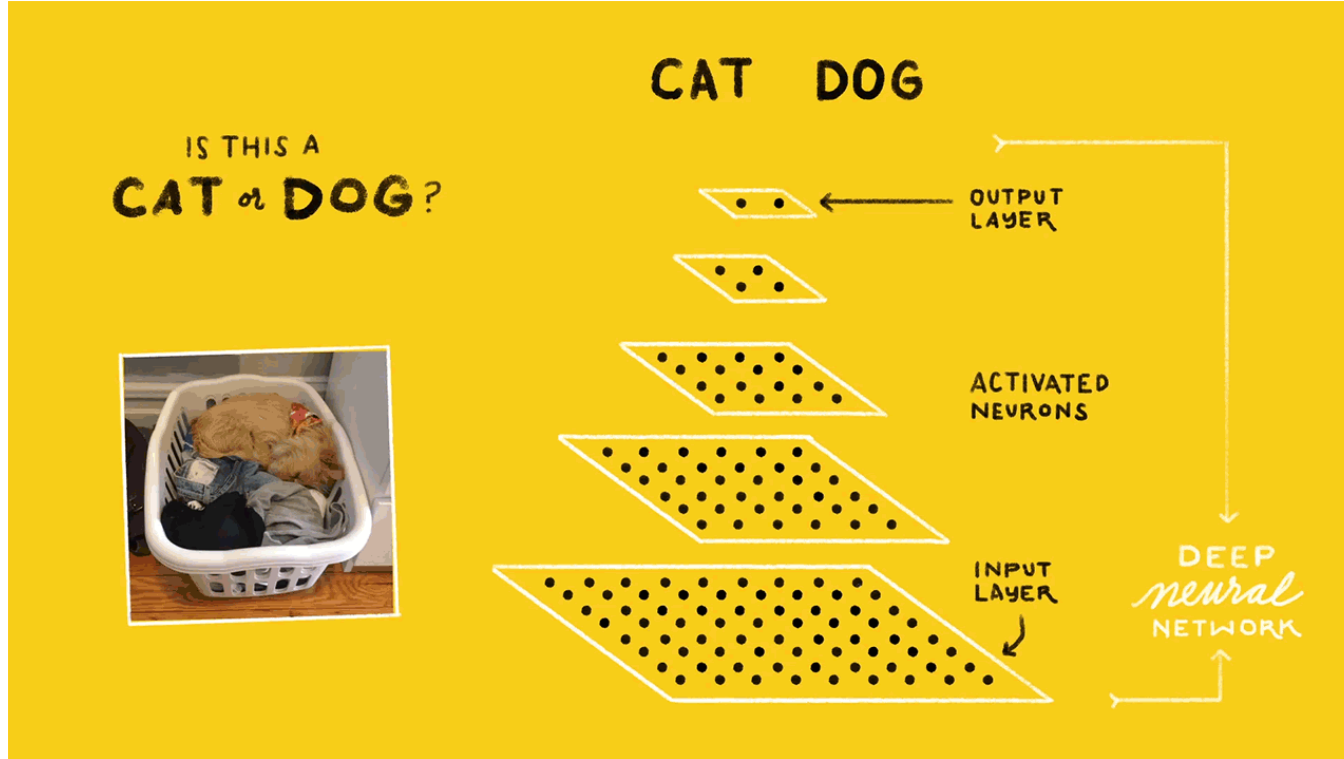 IS THIS A
CAT or DOG?
CAT DOG
OUTPUT
LAYER
ACTIVATED
NEURONS
INPUT
LAYER
DEEP
neural
NETWORK